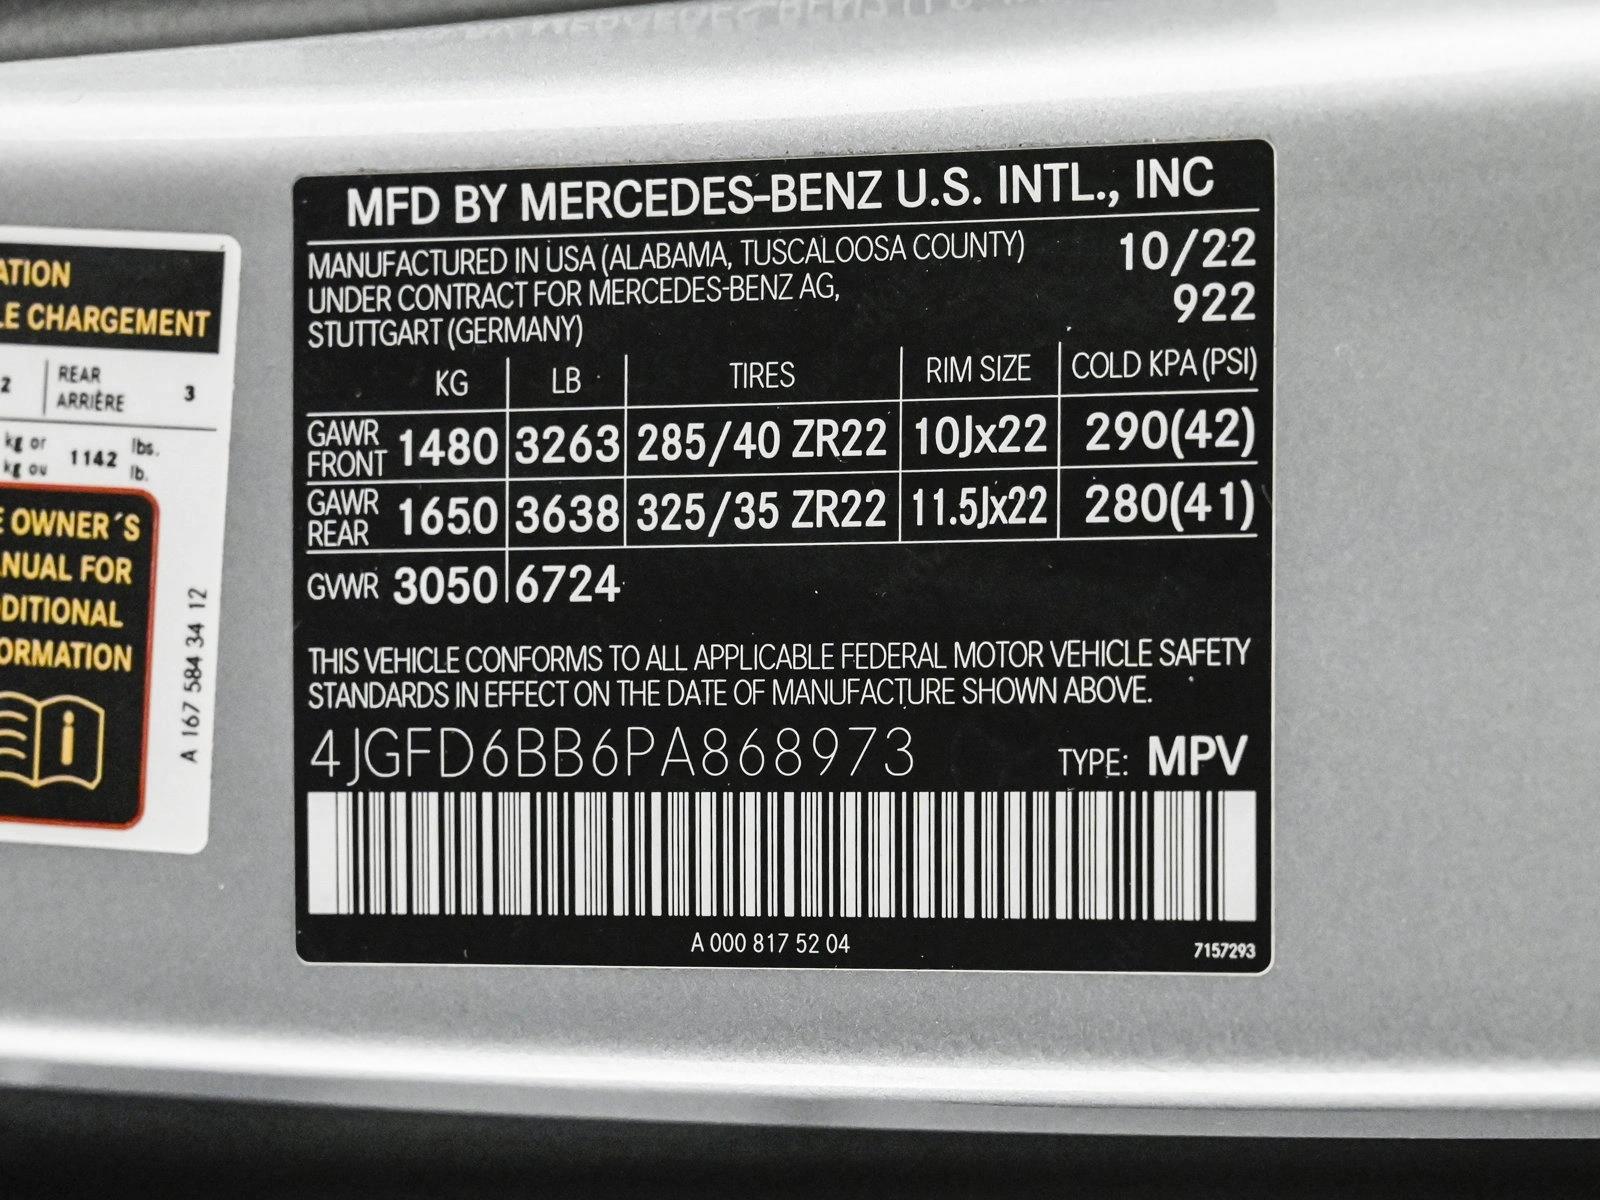 ATION
LE CHARGEMENT
2 REAR ARRIÈRE 3
kg or
kg ou 1142 lbs.
lb.
E OWNER´S
NUAL FOR
DITIONAL
ORMATION
i
A 167 584 34 12
MFD BY MERCEDES-BENZ U.S. INTL., INC
MANUFACTURED IN USA (ALABAMA, TUSCALOOSA COUNTY) 10/22
UNDER CONTRACT FOR MERCEDES-BENZ AG, 922
STUTTGART (GERMANY)
KG LB TIRES RIM SIZE COLD KPA (PSI)
GAWR FRONT 1480 3263 285/40 ZR22 10Jx22 290(42)
GAWR REAR 1650 3638 325/35 ZR22 11.5Jx22 280(41)
GVWR 3050 6724
THIS VEHICLE CONFORMS TO ALL APPLICABLE FEDERAL MOTOR VEHICLE SAFETY
STANDARDS IN EFFECT ON THE DATE OF MANUFACTURE SHOWN ABOVE.
4JGFD6BB6PA868973 TYPE: MPV
A 000 817 52 04 7157293